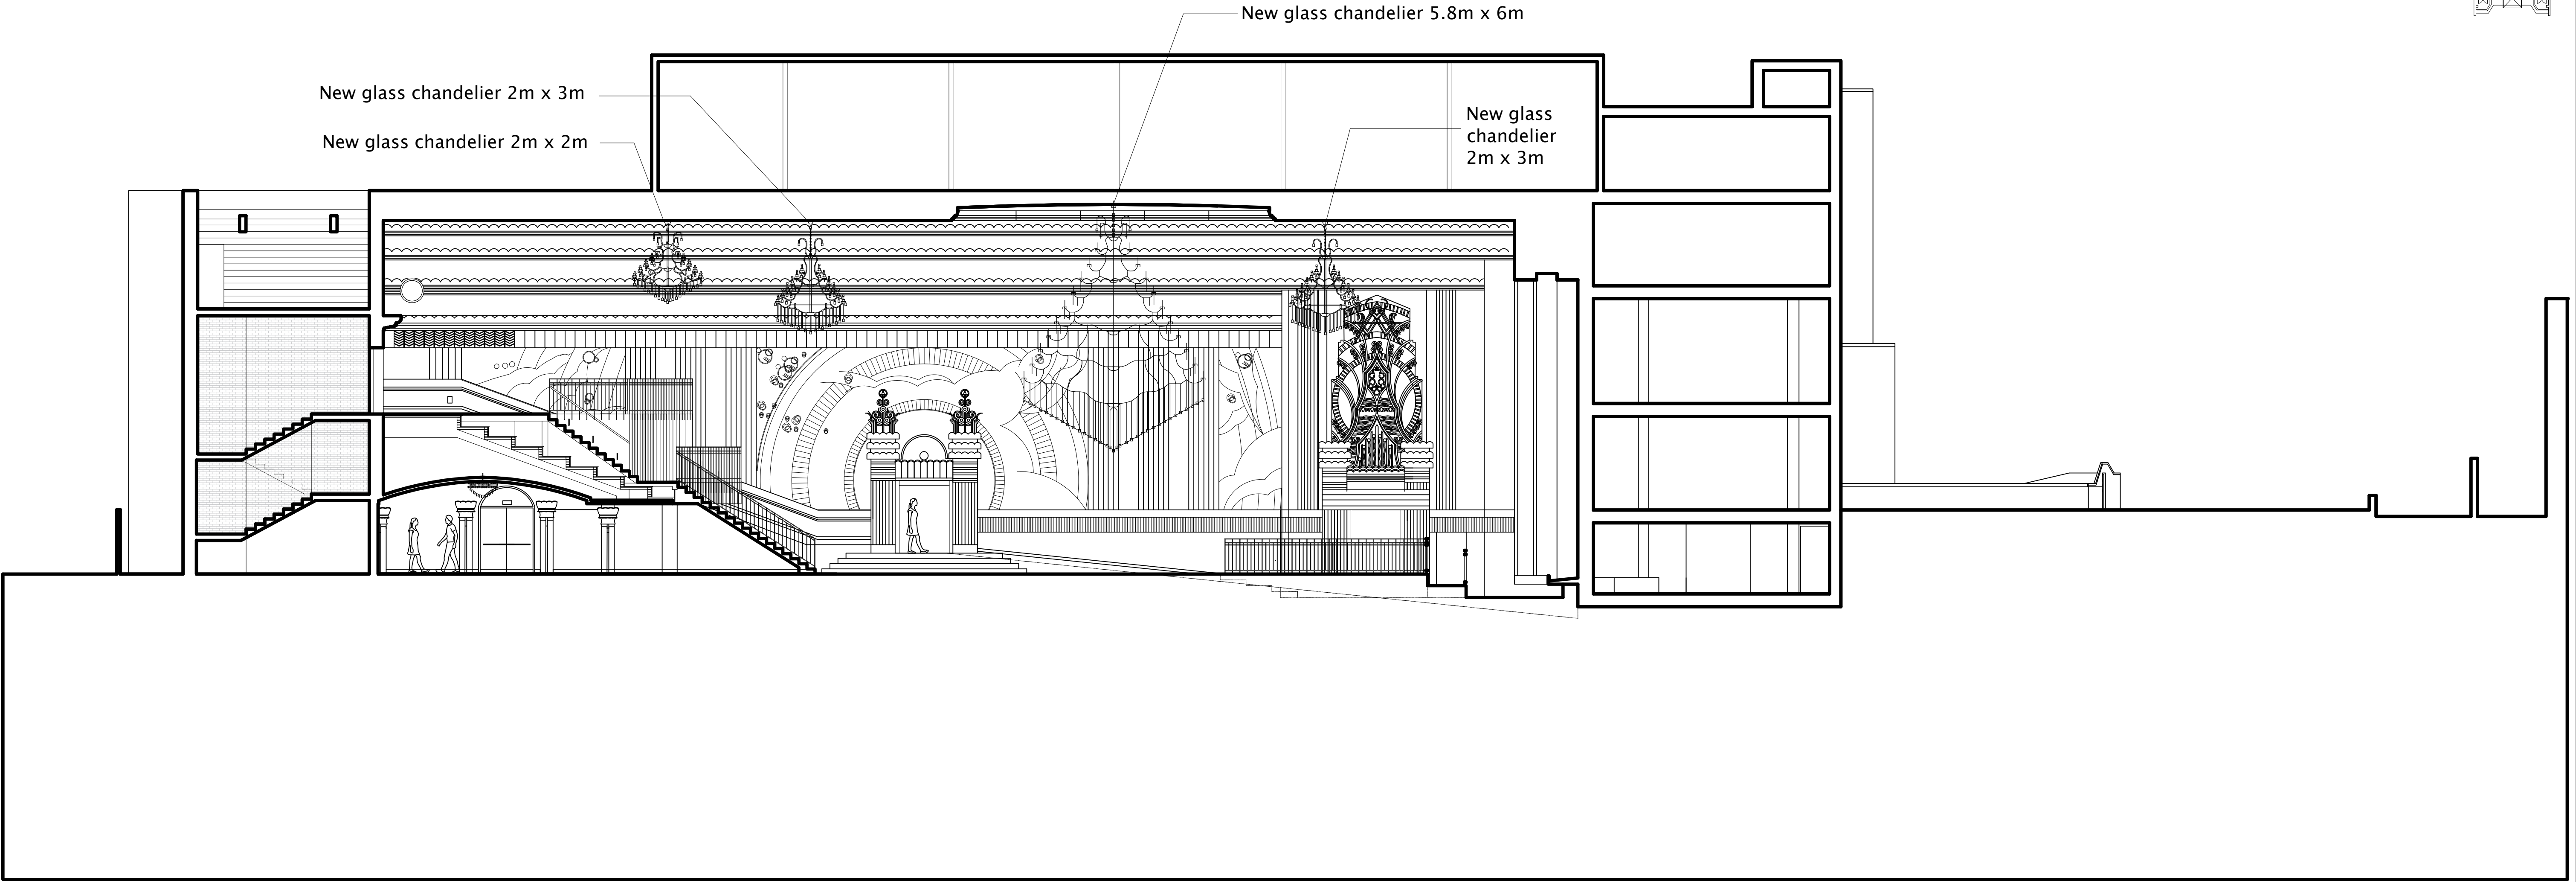 New glass chandelier 5.8m x 6m
New glass chandelier 2m x 3m
New glass chandelier 2m x 2m
New glass
chandelier
2m x 3m